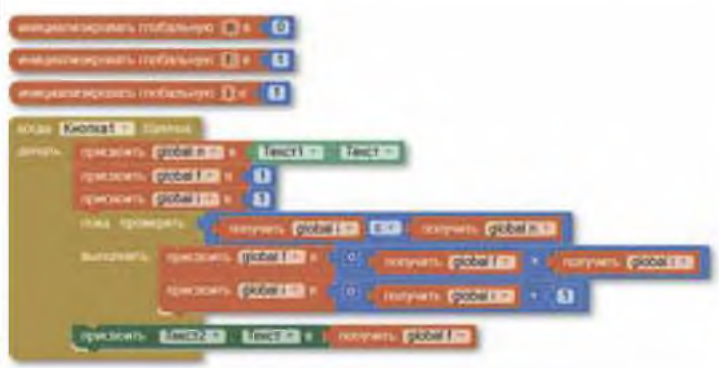 инициализировать глобальную n в 0
инициализировать глобальную f в 1
инициализировать глобальную i в 1
когда Кнопка1
делать присвоить global n в Текст1 . Текст
присвоить global f в 1
присвоить global i в 1
пока проверять получить global i получить global n
выполнить присвоить global f в получить global f получить global i
присвоить global i в получить global i + 1
присвоить Текст2 . Текст в получить global f